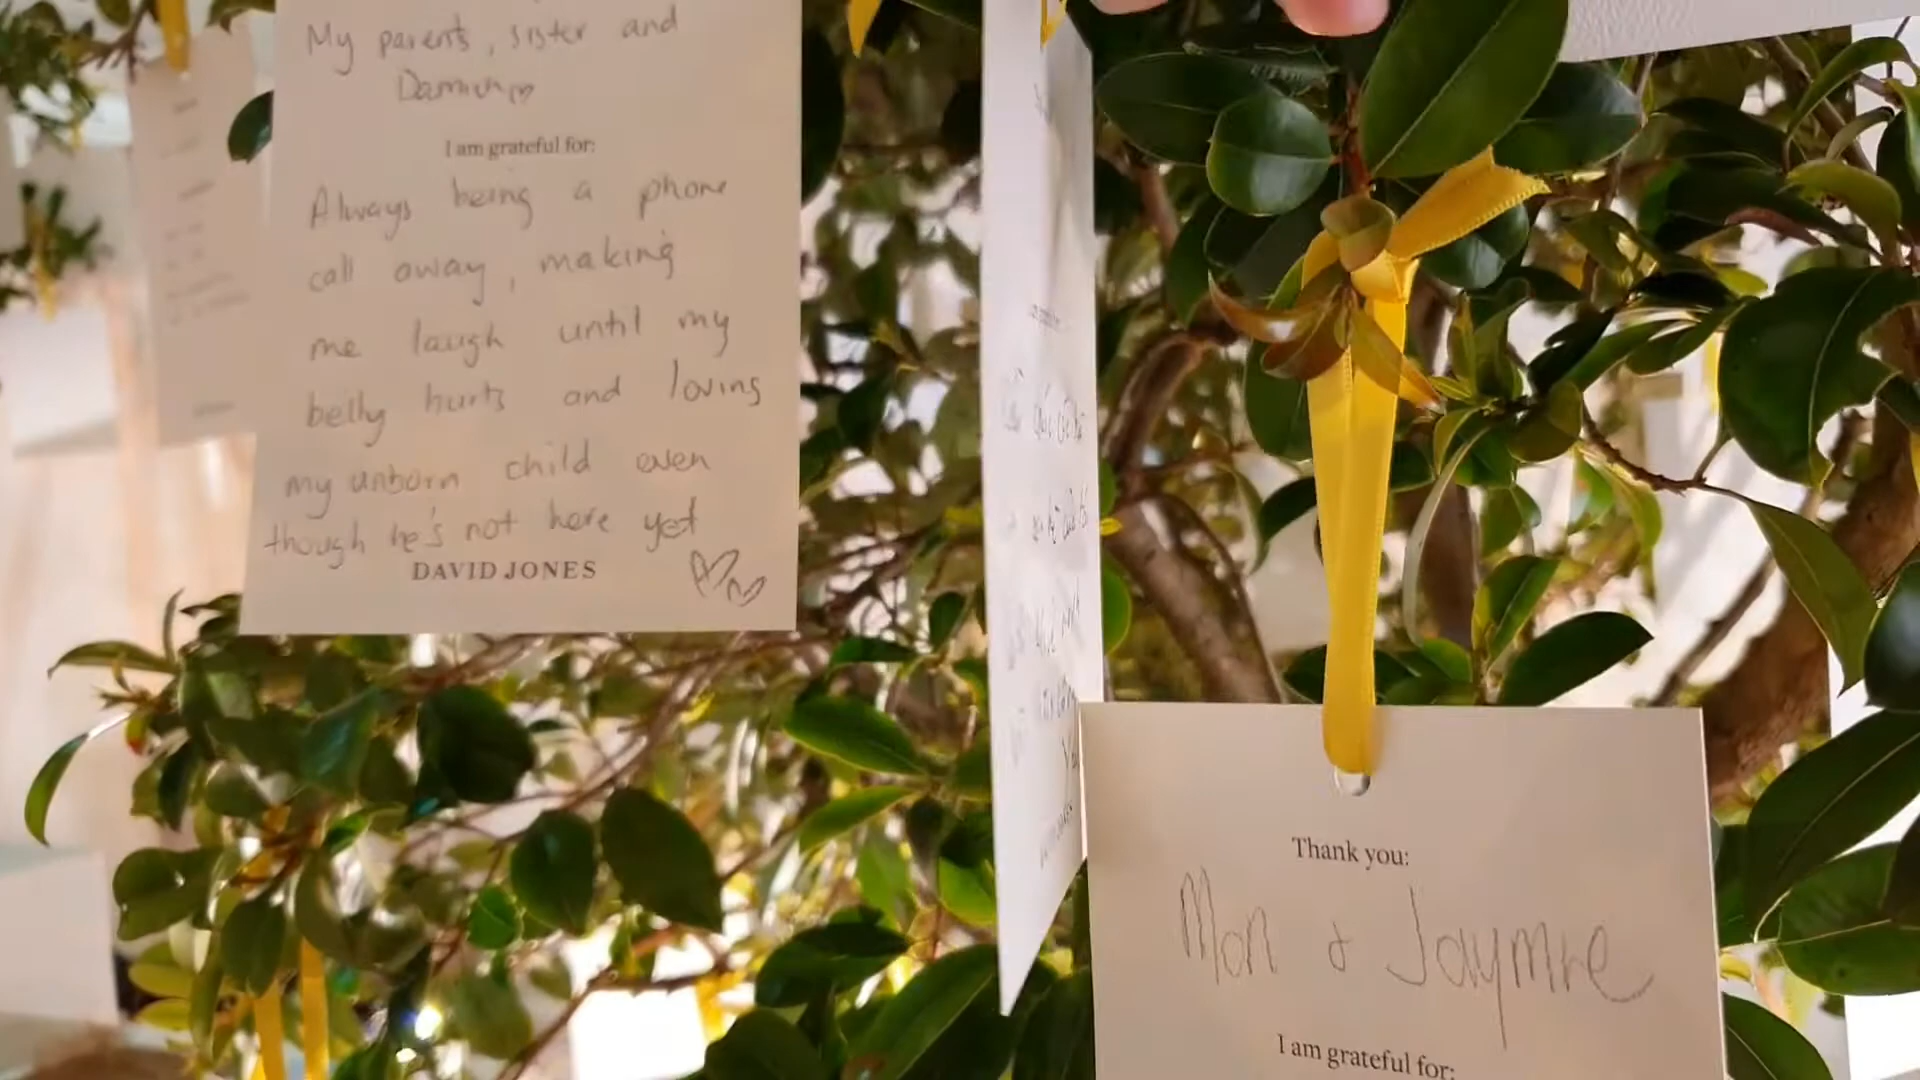 My parents, sister and
I am grateful for:
Always being a phone
call away, making
me laugh until my
belly hurts and loving
my unborn child even
though he's not here yet
DAVID JONES
Thank you:
Mon & Jaymie
I am grateful for: